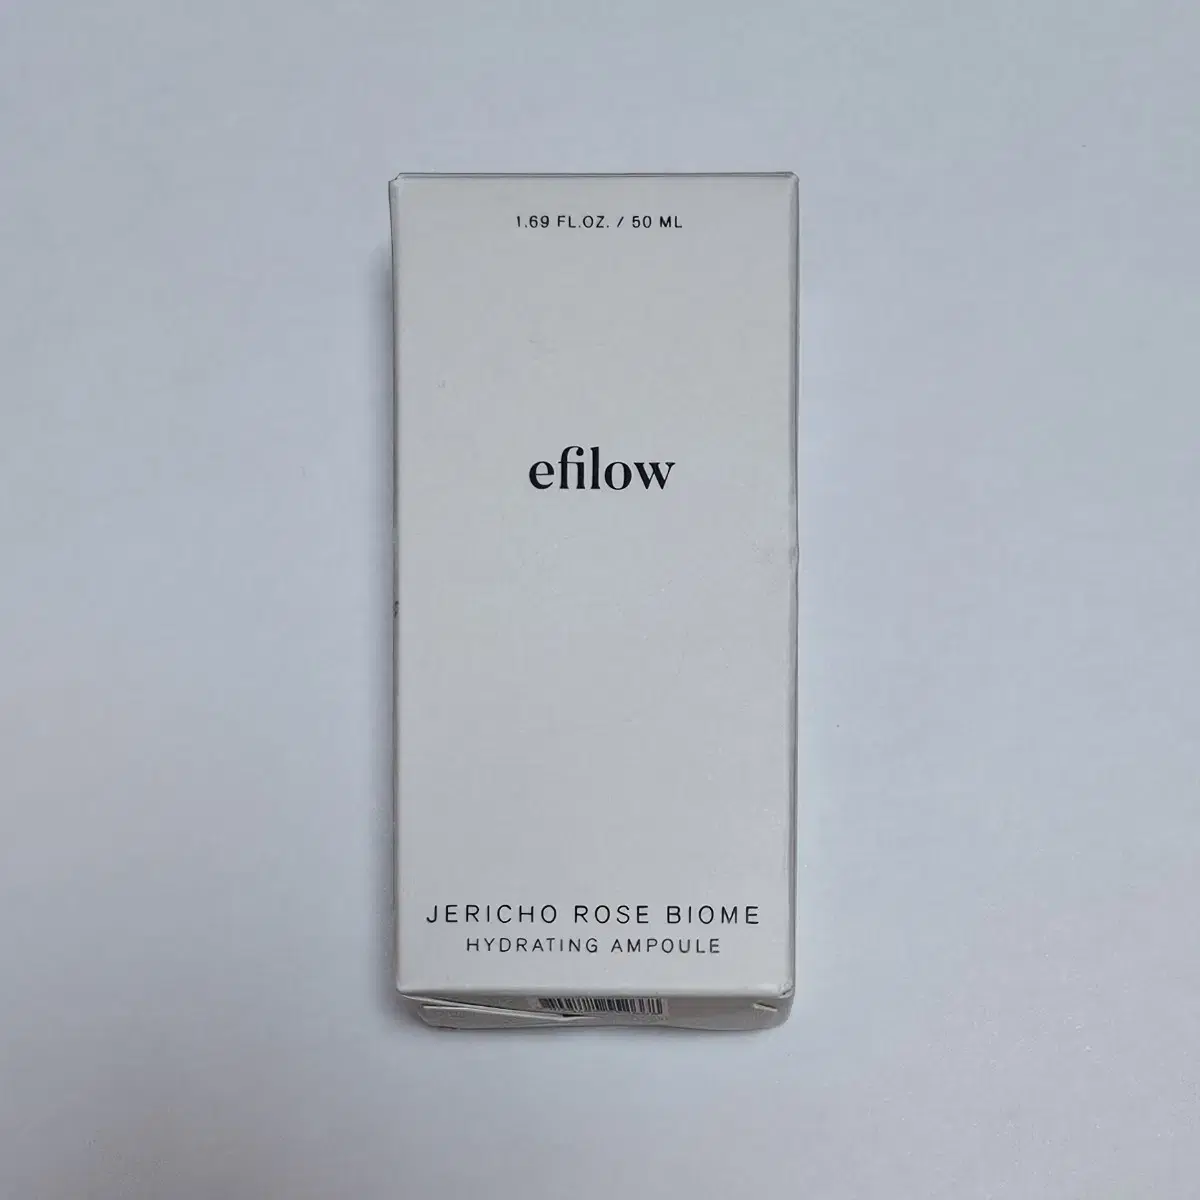 1.69 FL.OZ. / 50 ML
efilow
JERICHO ROSE BIOME
HYDRATING AMPOULE